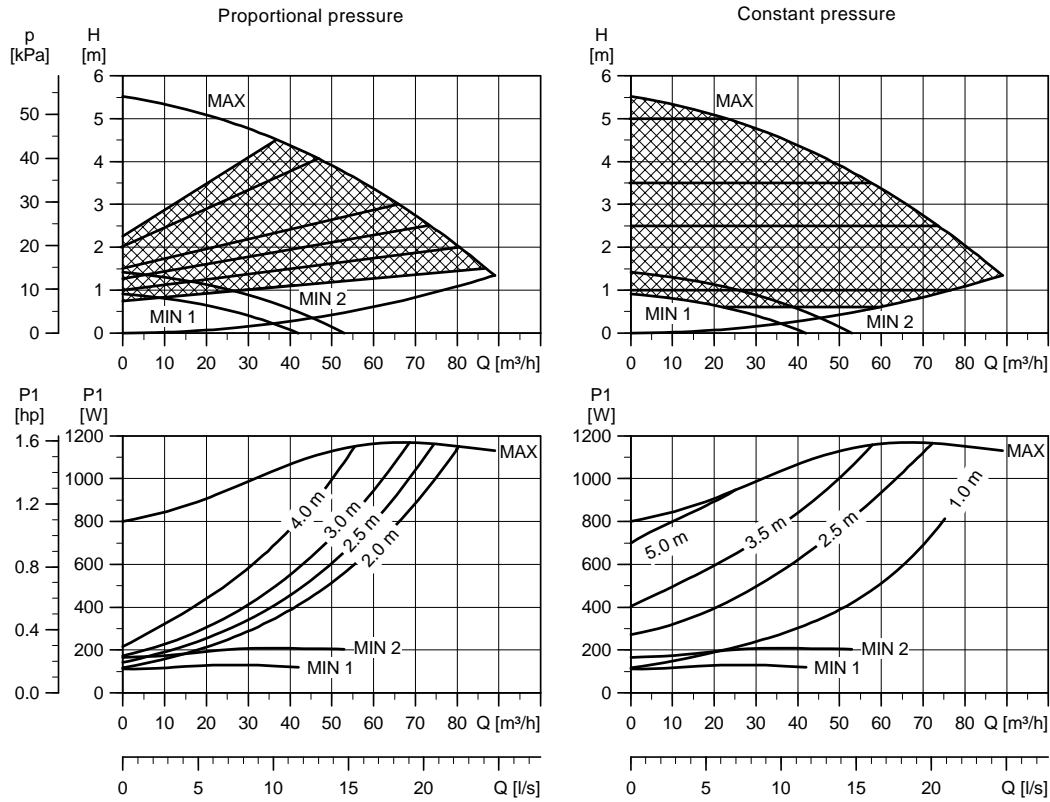 Proportional pressure
Constant pressure
p
[kPa]
H
[m]
H
[m]
6
5
4
3
2
1
0
50
40
30
20
10
0
MAX
MIN 1
MIN 2
0 10 20 30 40 50 60 70 80 Q [m³/h]
6
5
4
3
2
1
0
MAX
MIN 1
MIN 2
0 10 20 30 40 50 60 70 80 Q [m³/h]
P1
[hp]
P1
[W]
P1
[W]
1.6
1.2
0.8
0.4
0.0
1200
1000
800
600
400
200
0
MAX
4.0 m
3.0 m
2.5 m
2.0 m
MIN 2
MIN 1
0 10 20 30 40 50 60 70 80 Q [m³/h]
1200
1000
800
600
400
200
0
MAX
5.0 m
3.5 m
2.5 m
1.0 m
MIN 2
MIN 1
0 10 20 30 40 50 60 70 80 Q [m³/h]
0 5 10 15 20 Q [l/s]
0 5 10 15 20 Q [l/s]